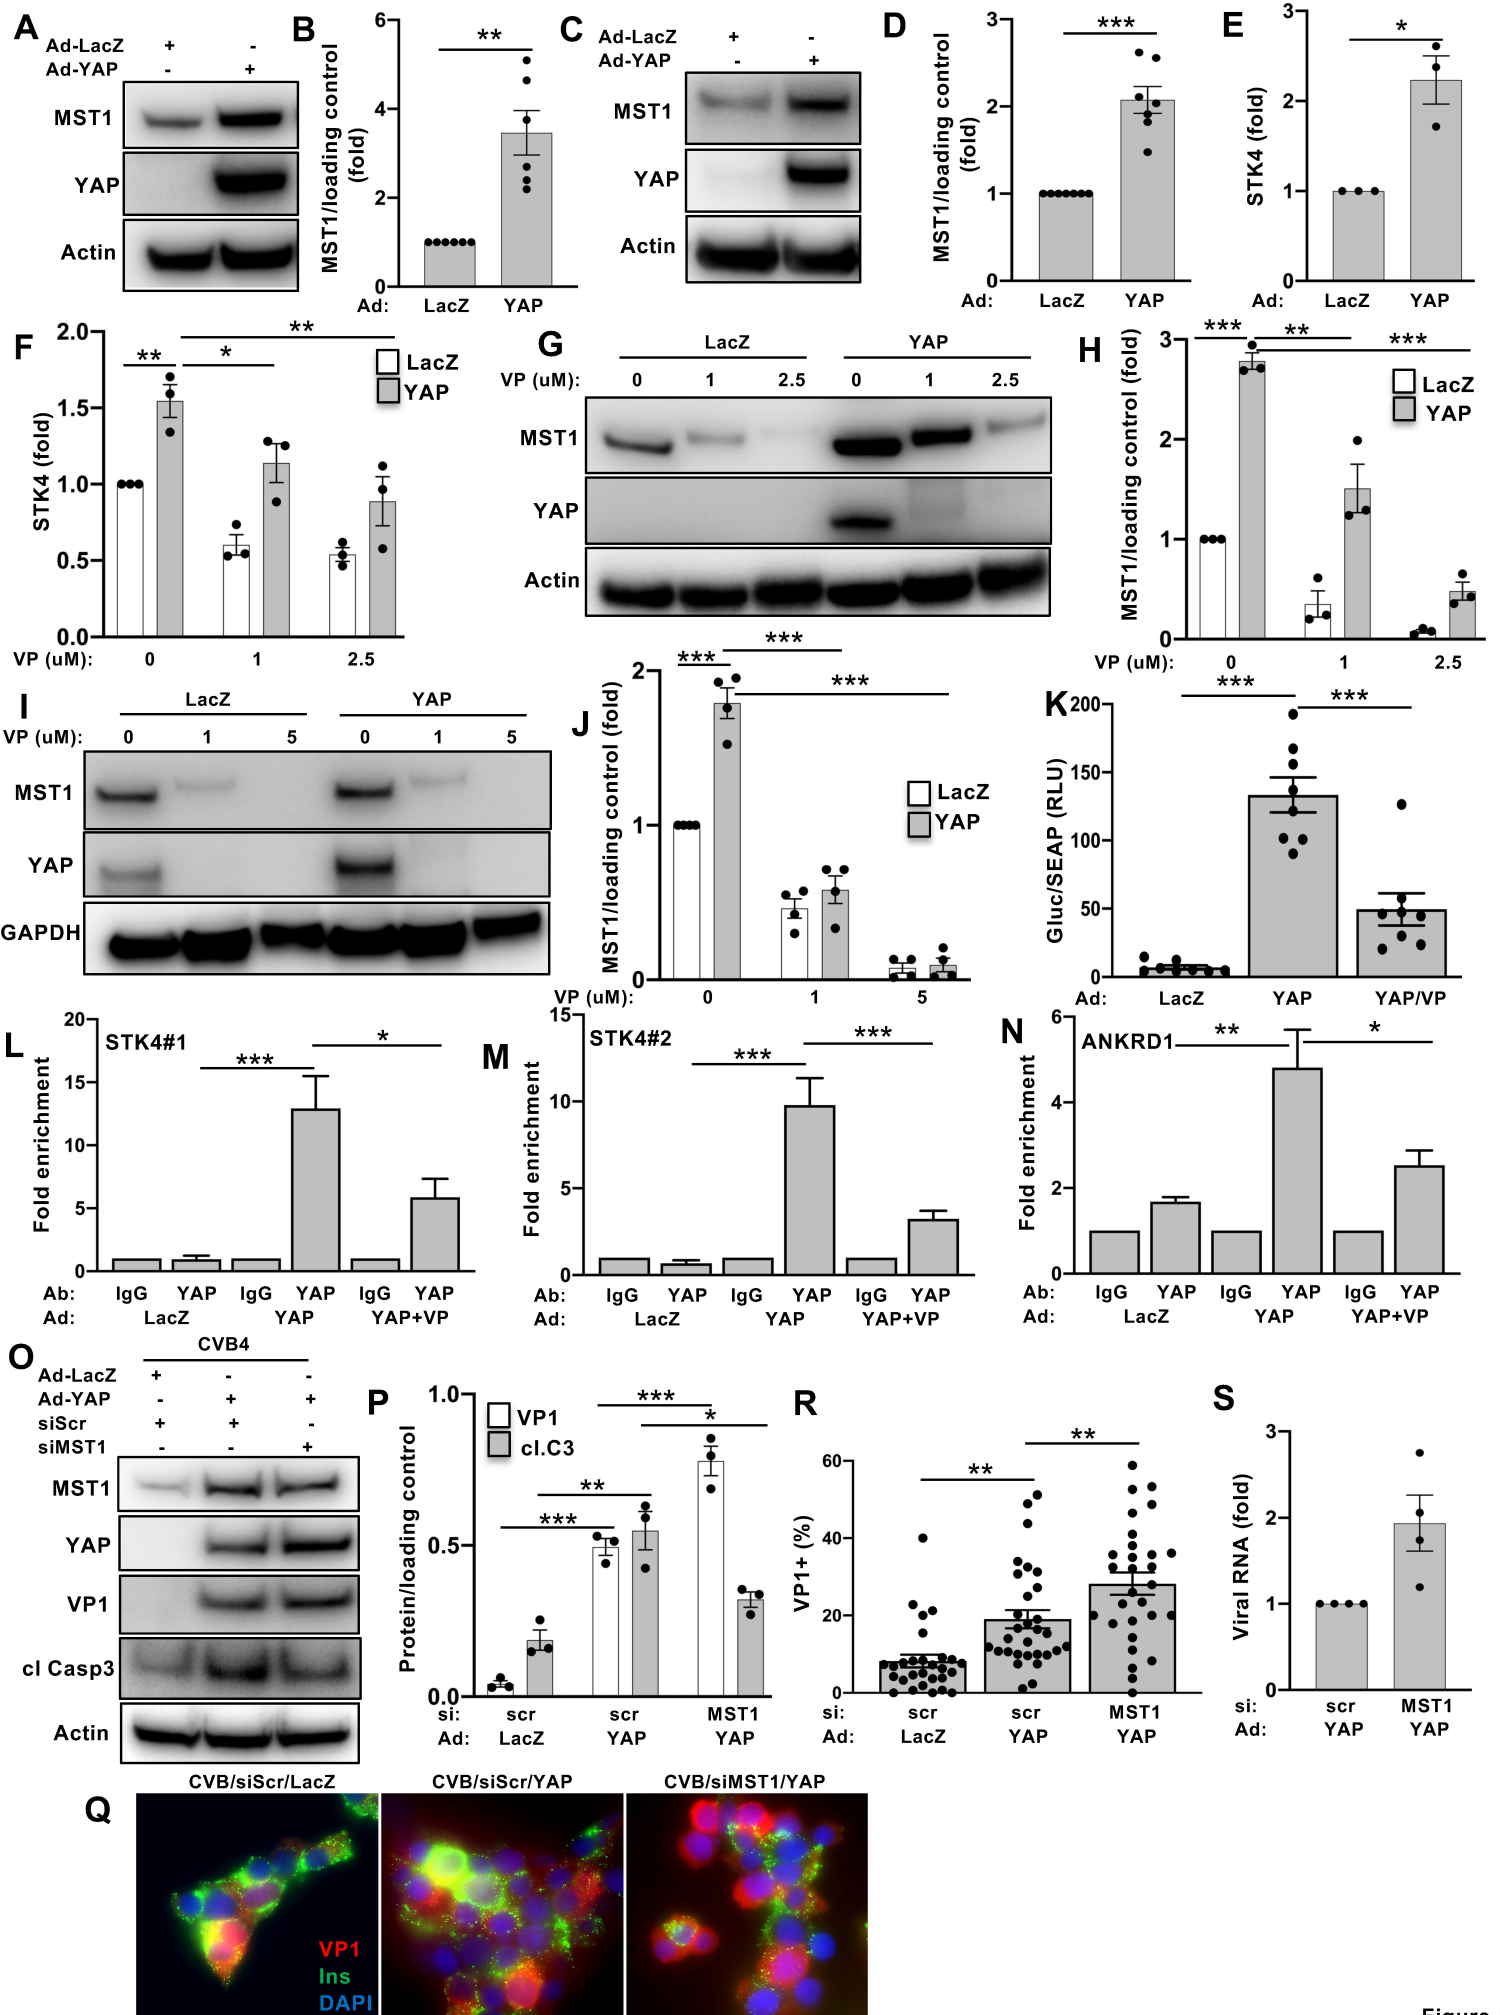 A
Ad-LacZ + -
Ad-YAP - +
MST1
YAP
Actin
B
MST1/loading control
(fold)
6
4
2
0
**
Ad: LacZ YAP
C
Ad-LacZ + -
Ad-YAP - +
MST1
YAP
Actin
D
MST1/loading control
(fold)
3
2
1
0
***
Ad: LacZ YAP
E
STK4 (fold)
3
2
1
0
*
Ad: LacZ YAP
F
STK4 (fold)
2.0
1.5
1.0
0.5
0.0
** * **
LacZ
YAP
VP (uM): 0 1 2.5
G
LacZ YAP
VP (uM): 0 1 2.5 0 1 2.5
MST1
YAP
Actin
H
MST1/loading control (fold)
3
2
1
0
*** ** ***
LacZ
YAP
VP (uM): 0 1 2.5
I
LacZ YAP
VP (uM): 0 1 5 0 1 5
MST1
YAP
GAPDH
J
MST1/loading control (fold)
2
1
0
*** *** ***
LacZ
YAP
VP (uM): 0 1 5
K
Gluc/SEAP (RLU)
200
150
100
50
0
*** ***
Ad: LacZ YAP YAP/VP
L
STK4#1
Fold enrichment
20
15
10
5
0
*** *
Ab: IgG YAP IgG YAP IgG YAP
Ad: LacZ YAP YAP+VP
M
STK4#2
Fold enrichment
15
10
5
0
*** ***
Ab: IgG YAP IgG YAP IgG YAP
Ad: LacZ YAP YAP+VP
N
ANKRD1
Fold enrichment
6
4
2
0
** *
Ab: IgG YAP IgG YAP IgG YAP
Ad: LacZ YAP YAP+VP
O
CVB4
Ad-LacZ + - -
Ad-YAP - + +
siScr + + -
siMST1 - - +
MST1
YAP
VP1
cl Casp3
Actin
P
Protein/loading control
1.0
0.5
0.0
VP1
cl.C3
*** ** *** *
si: scr scr MST1
Ad: LacZ YAP YAP
R
VP1+ (%)
60
40
20
0
** **
si: scr scr MST1
Ad: LacZ YAP YAP
S
Viral RNA (fold)
3
2
1
0
si: scr MST1
Ad: YAP YAP
Q
CVB/siScr/LacZ CVB/siScr/YAP CVB/siMST1/YAP
VP1
Ins
DAPI